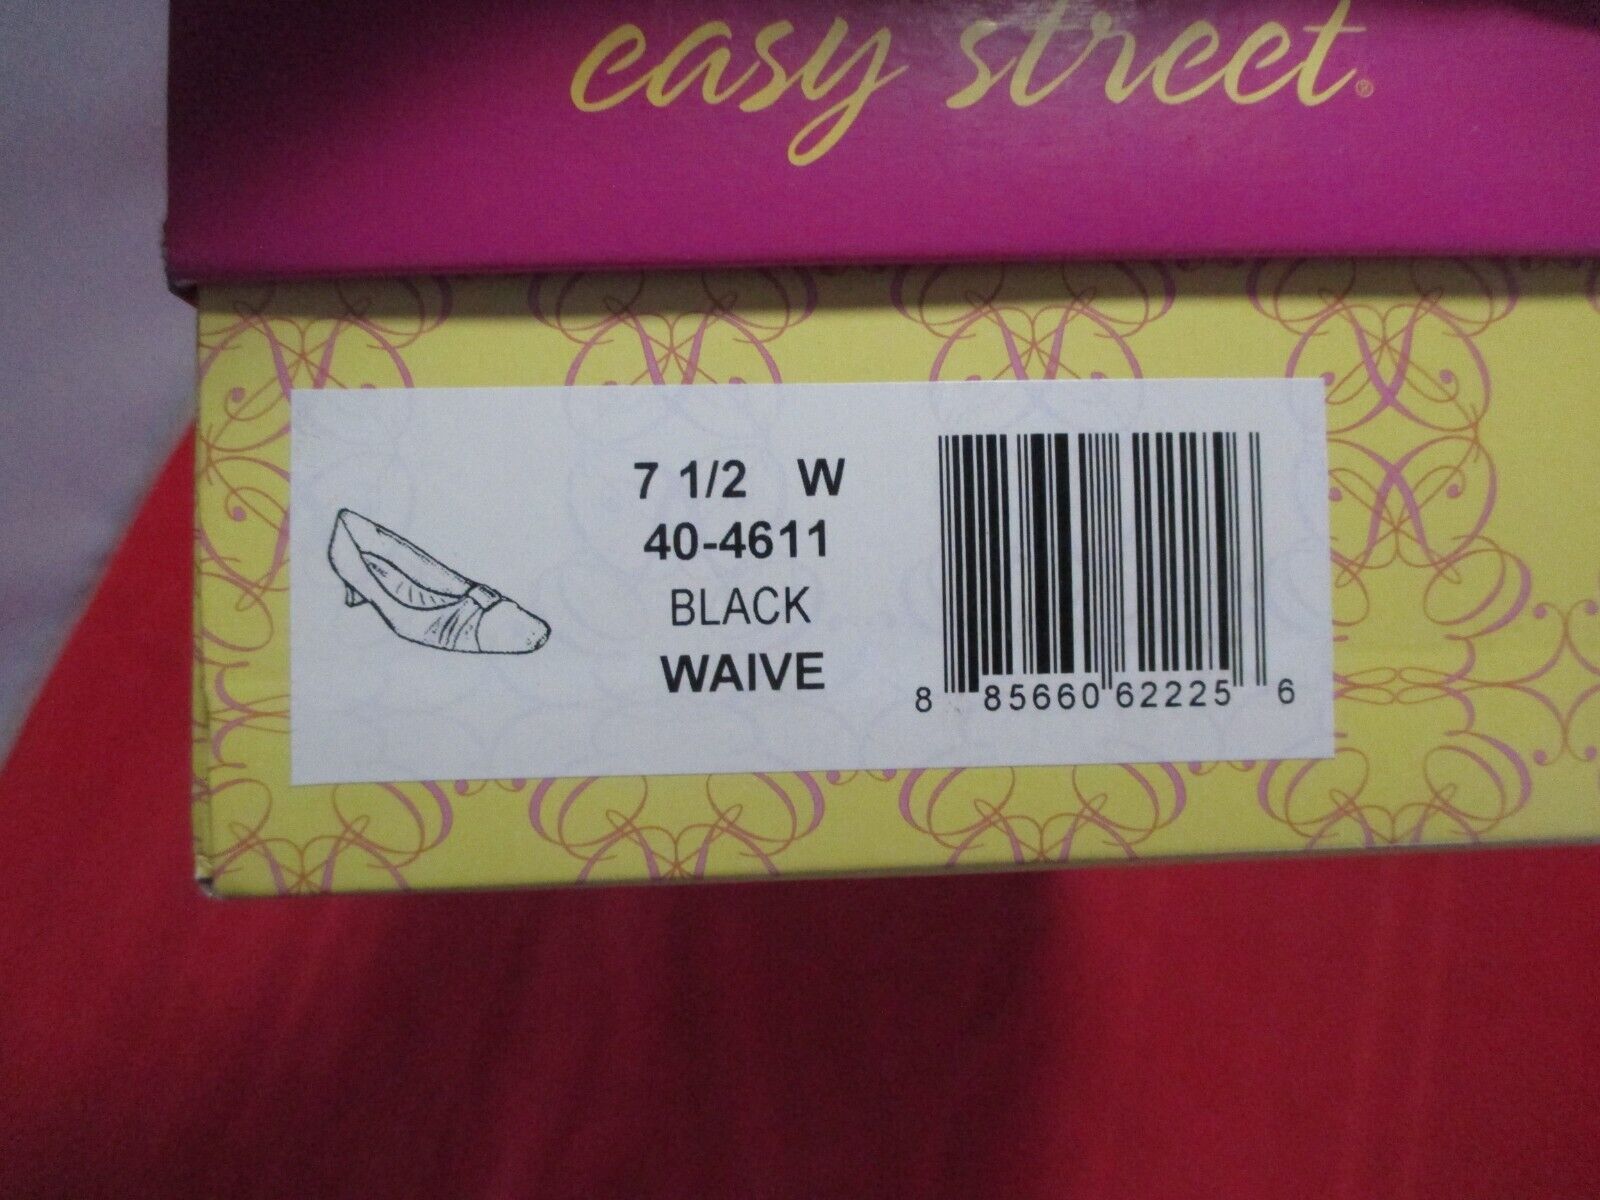 easy street®
7 1/2 W
40-4611
BLACK
WAIVE
8 85660 62225 6